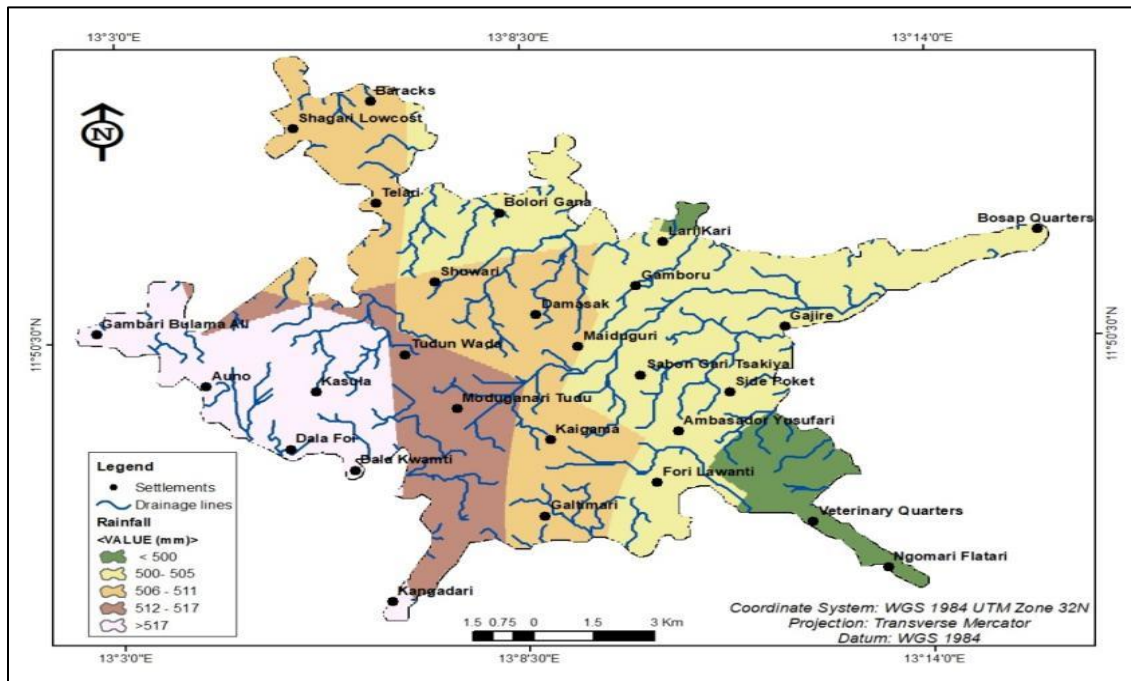 13°3'0"E 13°8'30"E 13°14'0"E
Baracks
Shagari Lowcost
N
Telari
Bolori Gana
Bosap Quarters
Lari Kari
Showari
Gamboru
Damasak
Gajire
Gambari Bulama Ali
Maiduguri
11°50'30"N
11°50'30"N
Tudun Wada
Sabon Gari Tsakiya
Auno
Kasula
Side Poket
Moduganari Tudu
Ambasador Yusufari
Kaigama
Dala Foi
Dala Kwamti
Fori Lawanti
Legend
Settlements
Drainage lines
Rainfall
<VALUE (mm)>
< 500
500- 505
506 - 511
512 - 517
>517
Galtimari
Veterinary Quarters
Ngomari Flatari
Kangadari
1.5 0.75 0 1.5 3 Km
Coordinate System: WGS 1984 UTM Zone 32N
Projection: Transverse Mercator
Datum: WGS 1984
13°3'0"E 13°8'30"E 13°14'0"E